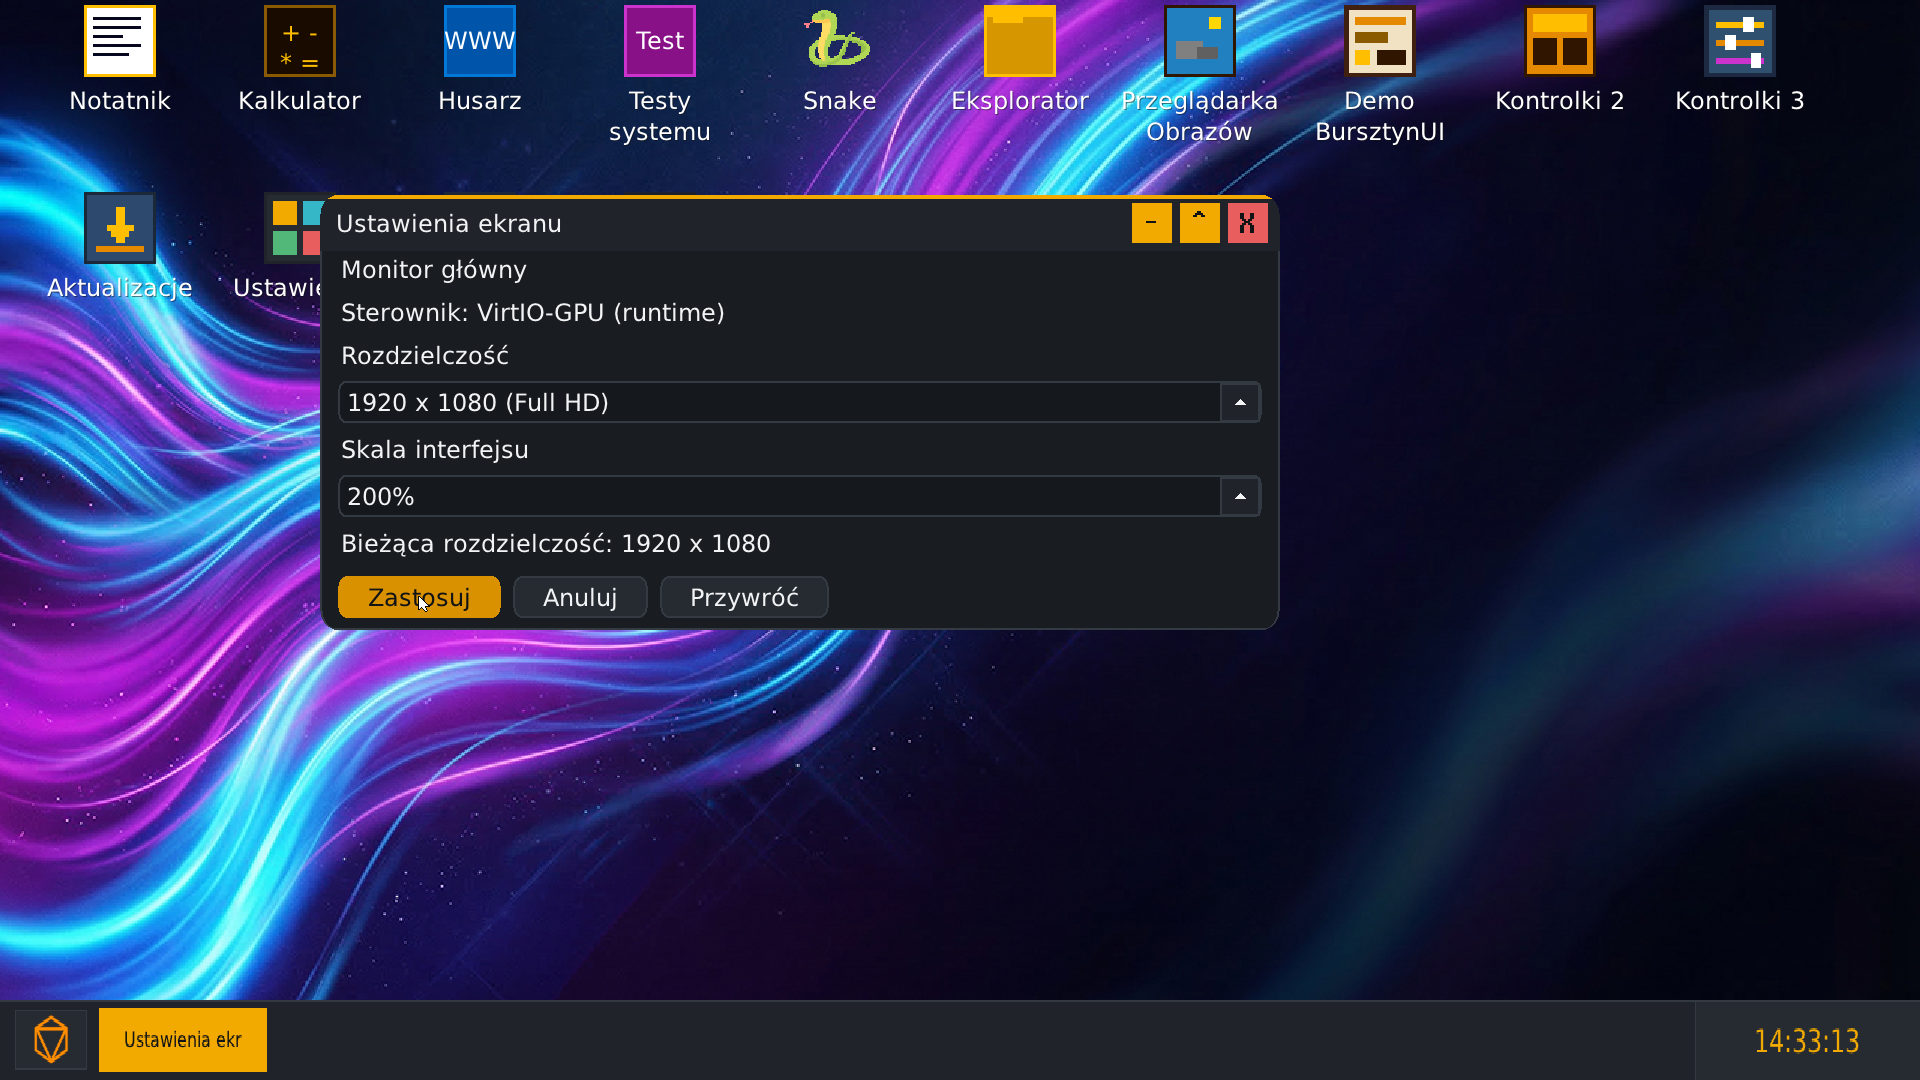 WWW
Test
Notatnik
Kalkulator
Husarz
Testy
systemu
Snake
Eksplorator
Przeglądarka
Obrazów
Demo
BursztynUI
Kontrolki 2
Kontrolki 3
Aktualizacje
Ustawie
Ustawienia ekranu
Monitor główny
Sterownik: VirtIO-GPU (runtime)
Rozdzielczość
1920 x 1080 (Full HD)
Skala interfejsu
200%
Bieżąca rozdzielczość: 1920 x 1080
Zastosuj
Anuluj
Przywróć
Ustawienia ekr
14:33:13